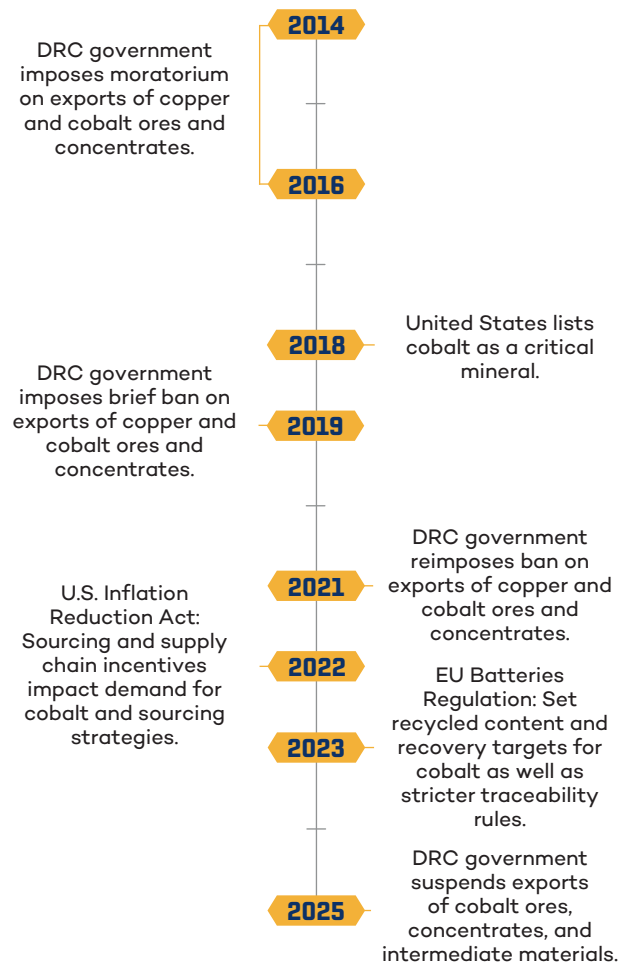 2014
DRC government
imposes moratorium
on exports of copper
and cobalt ores and
concentrates.
2016
2018
United States lists
cobalt as a critical
mineral.
DRC government
imposes brief ban on
exports of copper and
cobalt ores and
concentrates.
2019
2021
DRC government
reimposes ban on
exports of copper and
cobalt ores and
concentrates.
U.S. Inflation
Reduction Act:
Sourcing and supply
chain incentives
impact demand for
cobalt and sourcing
strategies.
2022
2023
EU Batteries
Regulation: Set
recycled content and
recovery targets for
cobalt as well as
stricter traceability
rules.
2025
DRC government
suspends exports
of cobalt ores,
concentrates, and
intermediate materials.